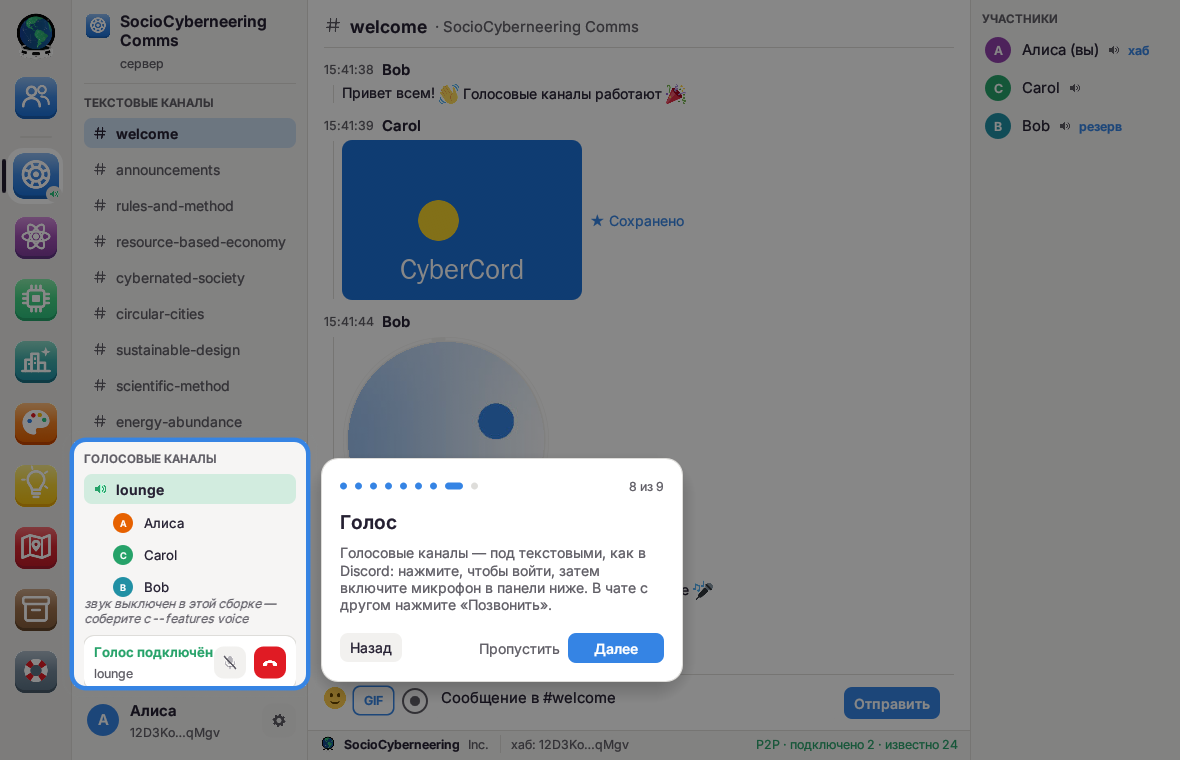 SocioCyberneering
Comms
сервер
ТЕКСТОВЫЕ КАНАЛЫ
# welcome
# announcements
# rules-and-method
# resource-based-economy
# cybernated-society
# circular-cities
# sustainable-design
# scientific-method
# energy-abundance
ГОЛОСОВЫЕ КАНАЛЫ
lounge
А Алиса
C Carol
B Bob
звук выключен в этой сборке —
соберите с --features voice
Голос подключён
lounge
А Алиса
12D3Ko…qMgv
# welcome · SocioCyberneering Comms
15:41:38 Bob
Привет всем! 👋 Голосовые каналы работают 🎉
15:41:39 Carol
CyberCord
★ Сохранено
15:41:44 Bob
8 из 9
Голос
Голосовые каналы — под текстовыми, как в
Discord: нажмите, чтобы войти, затем
включите микрофон в панели ниже. В чате с
другом нажмите «Позвонить».
Назад Пропустить Далее
GIF Сообщение в #welcome Отправить
SocioCyberneering Inc. хаб: 12D3Ko…qMgv P2P · подключено 2 · известно 24
УЧАСТНИКИ
А Алиса (вы) хаб
C Carol
B Bob резерв